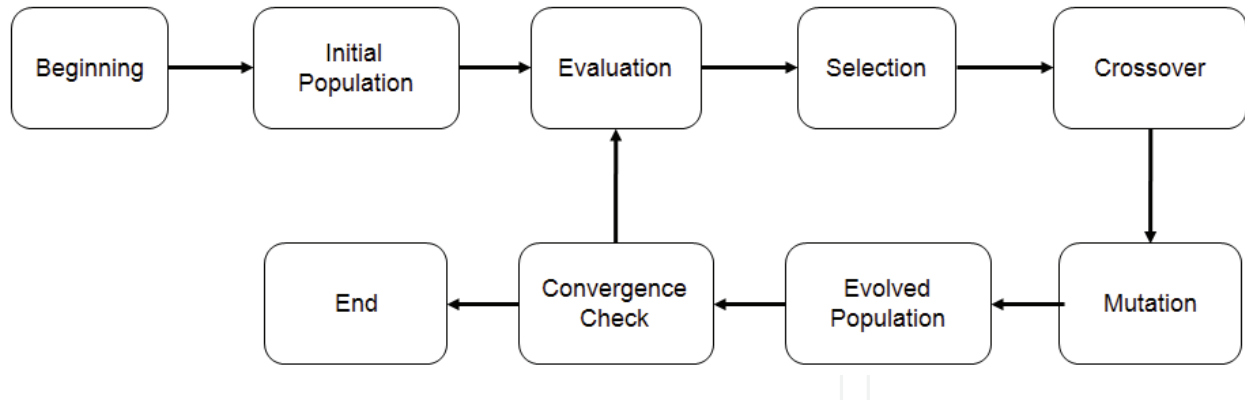 Beginning
Initial
Population
Evaluation
Selection
Crossover
End
Convergence
Check
Evolved
Population
Mutation